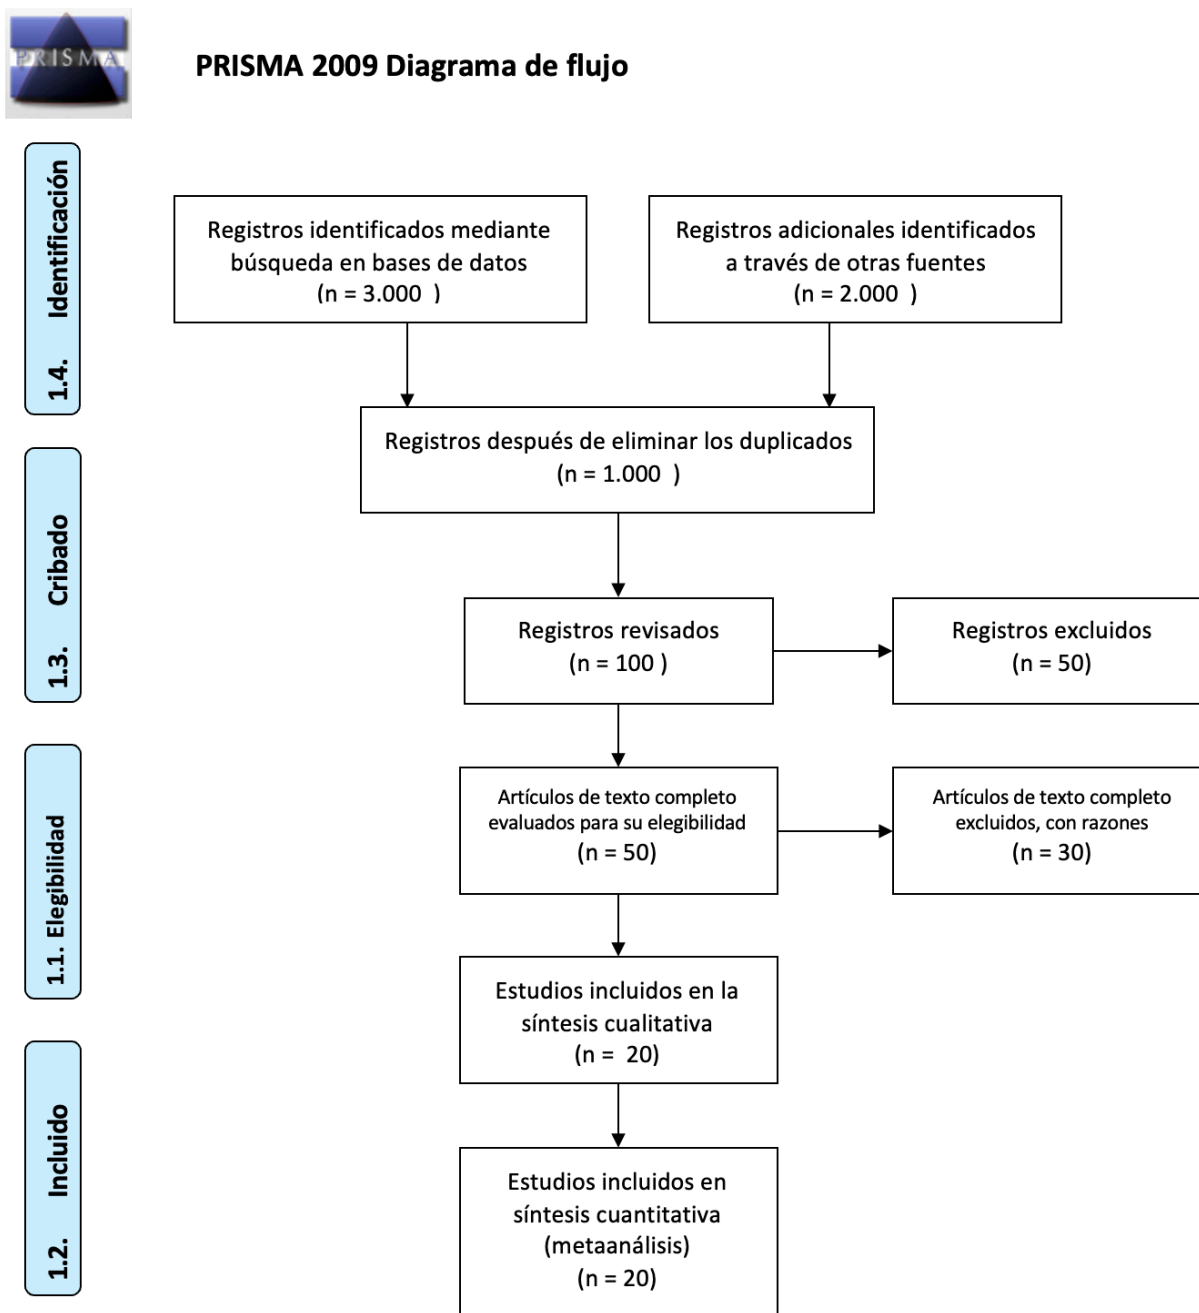 PRISMA
PRISMA 2009 Diagrama de flujo
1.4. Identificación
Registros identificados mediante
búsqueda en bases de datos
(n = 3.000  )
Registros adicionales identificados
a través de otras fuentes
(n = 2.000  )
Registros después de eliminar los duplicados
(n = 1.000  )
1.3. Cribado
Registros revisados
(n = 100 )
Registros excluidos
(n = 50)
1.1. Elegibilidad
Artículos de texto completo
evaluados para su elegibilidad
(n = 50)
Artículos de texto completo
excluidos, con razones
(n = 30)
Estudios incluidos en la
síntesis cualitativa
(n =  20)
1.2. Incluido
Estudios incluidos en
síntesis cuantitativa
(metaanálisis)
(n = 20)